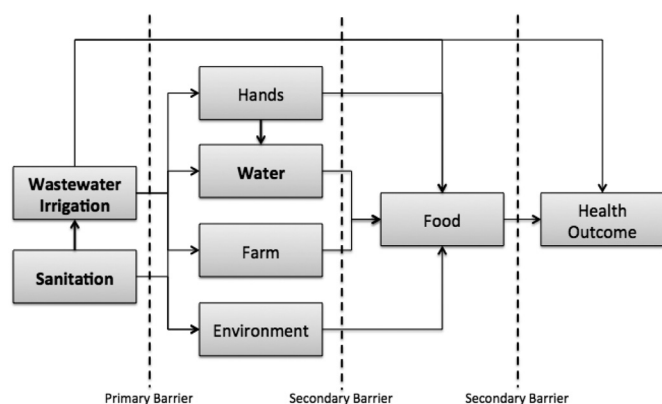 Hands
Water
Wastewater
Irrigation
Farm
Food
Health
Outcome
Sanitation
Environment
Primary Barrier
Secondary Barrier
Secondary Barrier